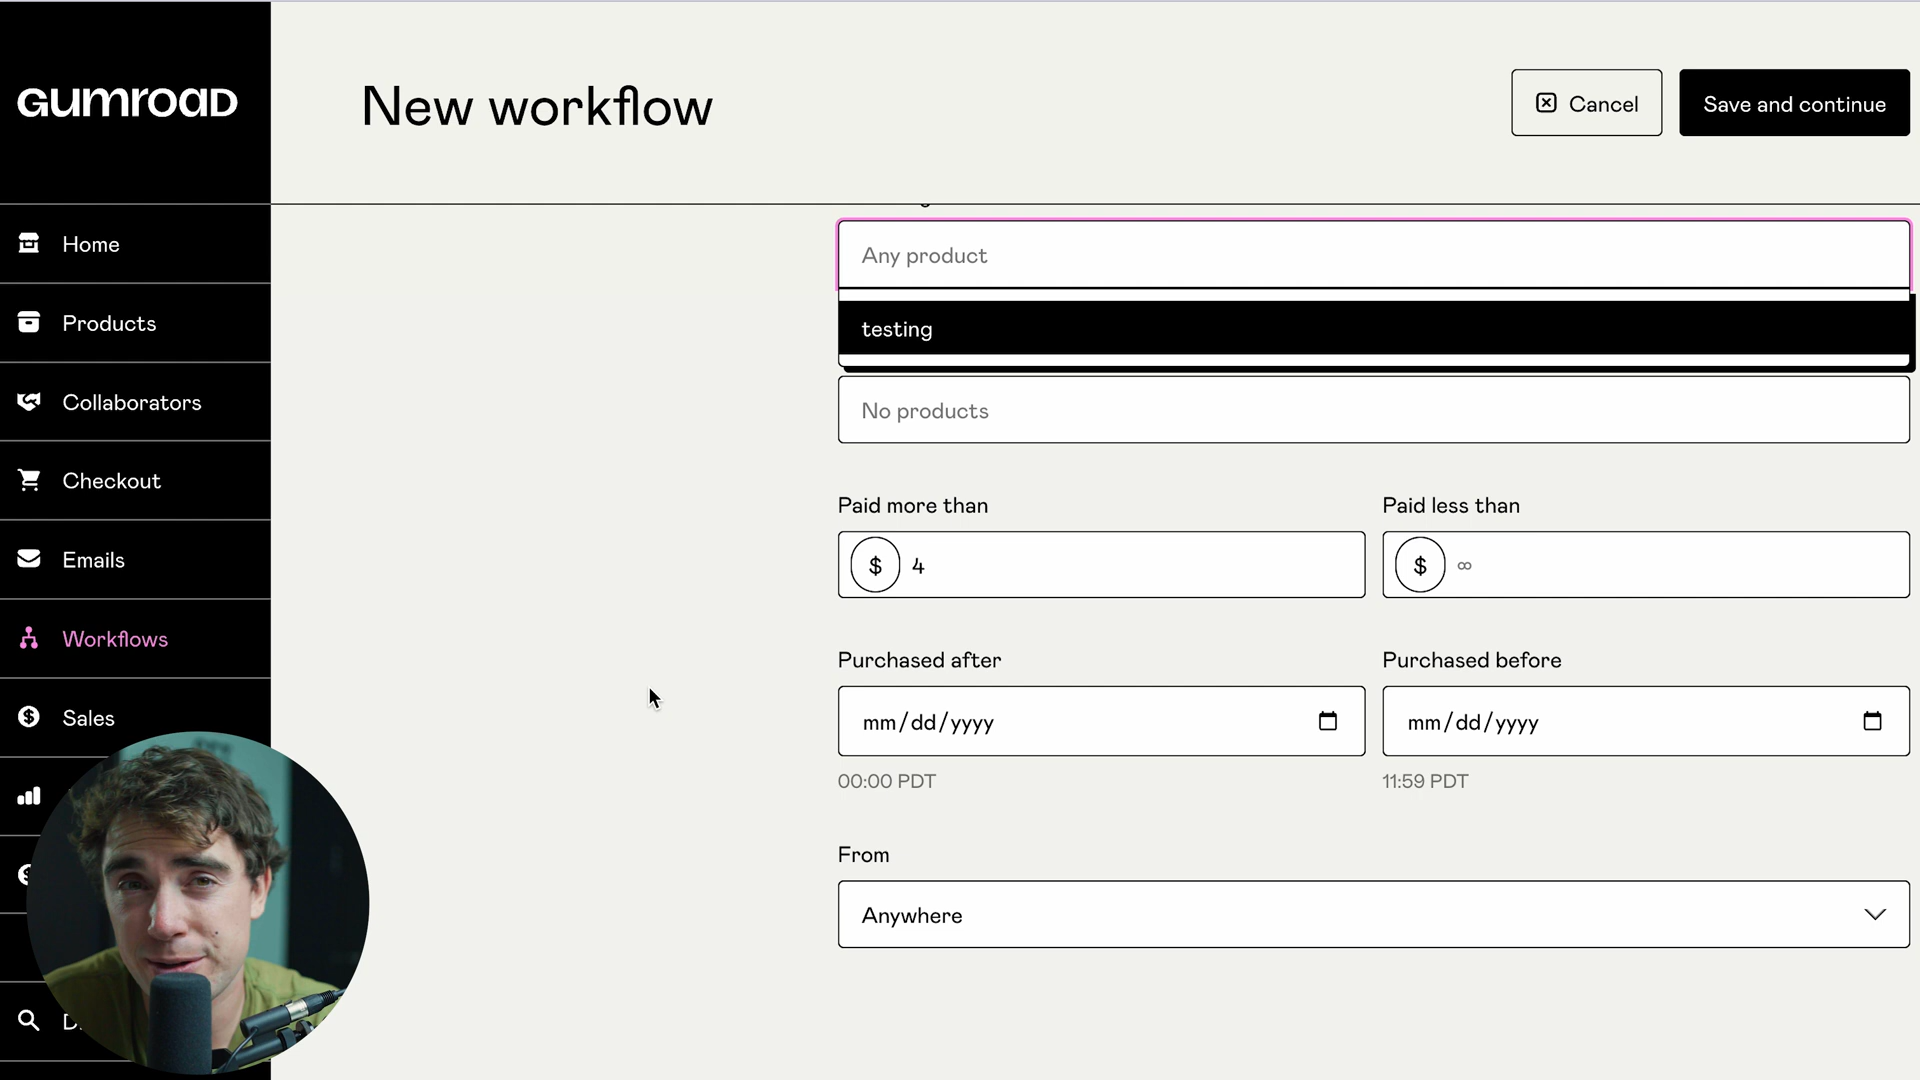 GUMROAD
New workflow
Cancel
Save and continue
Home
Products
Collaborators
Checkout
Emails
Workflows
Sales
Any product
testing
No products
Paid more than
Paid less than
$ 4
$ ∞
Purchased after
Purchased before
mm/dd/yyyy
mm/dd/yyyy
00:00 PDT
11:59 PDT
From
Anywhere